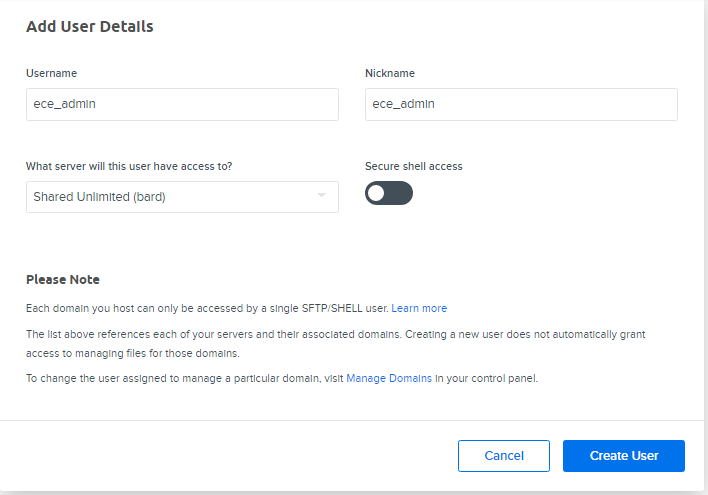 Add User Details
Username
Nickname
ece_admin
ece_admin
What server will this user have access to?
Secure shell access
Shared Unlimited (bard)
Please Note
Each domain you host can only be accessed by a single SFTP/SHELL user. Learn more
The list above references each of your servers and their associated domains. Creating a new user does not automatically grant
access to managing files for those domains.
To change the user assigned to manage a particular domain, visit Manage Domains in your control panel.
Cancel
Create User